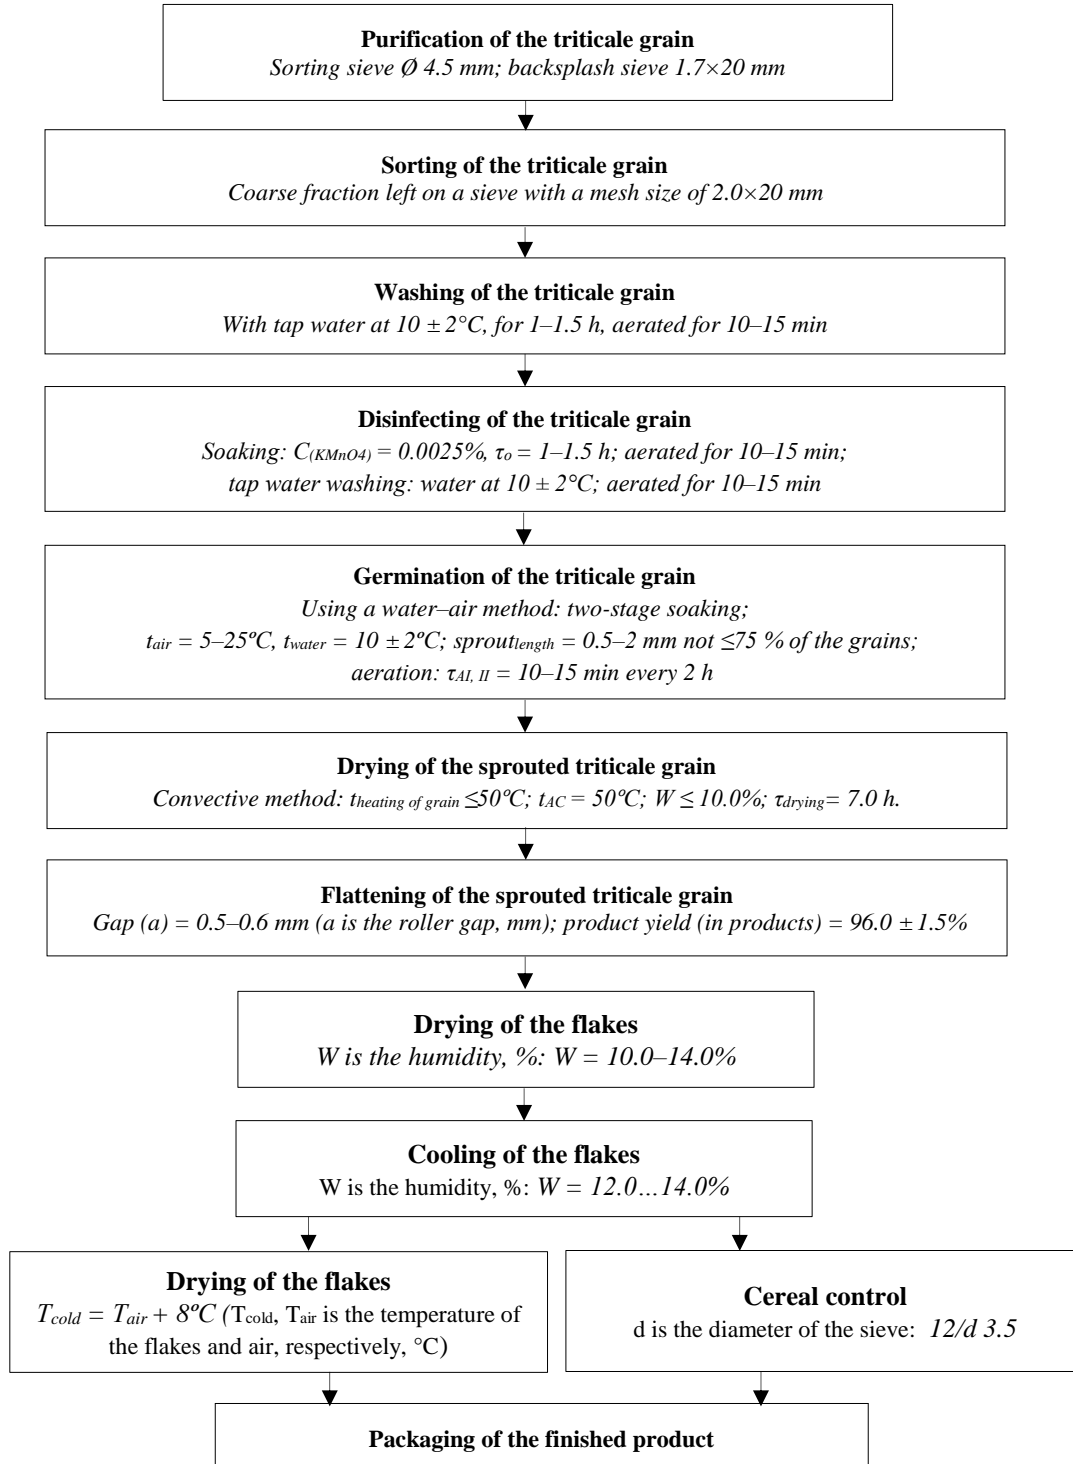 Purification of the triticale grain
Sorting sieve Ø 4.5 mm; backsplash sieve 1.7×20 mm
Sorting of the triticale grain
Coarse fraction left on a sieve with a mesh size of 2.0×20 mm
Washing of the triticale grain
With tap water at 10 ± 2°C, for 1–1.5 h, aerated for 10–15 min
Disinfecting of the triticale grain
Soaking: C(KMnO4) = 0.0025%, τo = 1–1.5 h; aerated for 10–15 min;
tap water washing: water at 10 ± 2°C; aerated for 10–15 min
Germination of the triticale grain
Using a water–air method: two-stage soaking;
tair = 5–25ºC, twater = 10 ± 2ºC; sproutlength = 0.5–2 mm not ≤75 % of the grains;
aeration: τAI, II = 10–15 min every 2 h
Drying of the sprouted triticale grain
Convective method: theating of grain ≤50ºC; tAC = 50ºC; W ≤ 10.0%; τdrying= 7.0 h.
Flattening of the sprouted triticale grain
Gap (a) = 0.5–0.6 mm (a is the roller gap, mm); product yield (in products) = 96.0 ± 1.5%
Drying of the flakes
W is the humidity, %: W = 10.0–14.0%
Cooling of the flakes
W is the humidity, %: W = 12.0…14.0%
Drying of the flakes
Tcold = Tair + 8ºC (Tcold, Tair is the temperature of
the flakes and air, respectively, °C)
Cereal control
d is the diameter of the sieve: 12/d 3.5
Packaging of the finished product